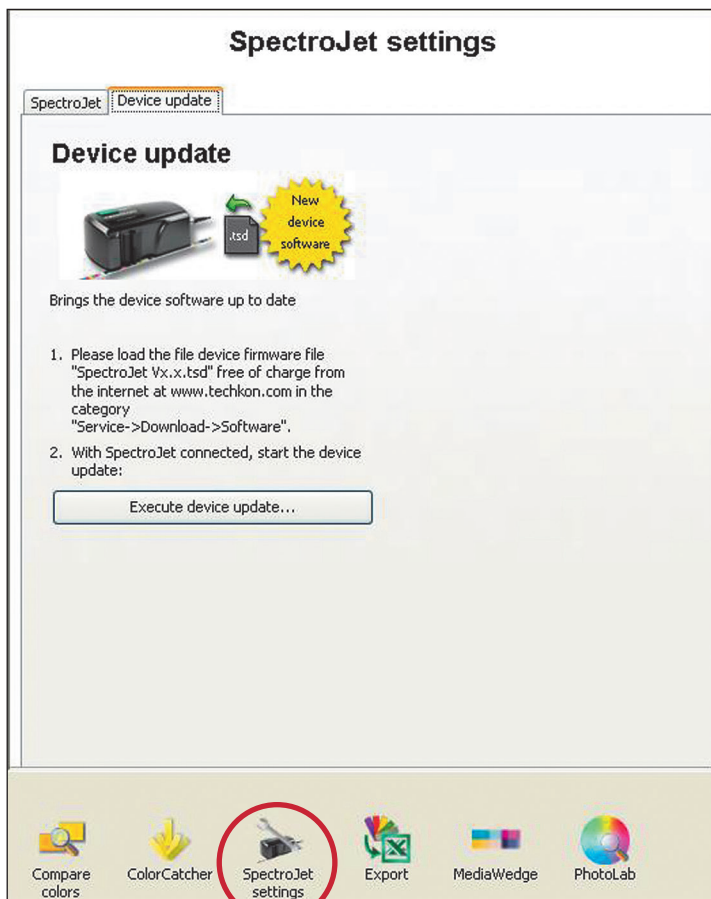 SpectroJet settings
SpectroJet
Device update
Device update
New
device
software
.tsd
Brings the device software up to date
1. Please load the file device firmware file
"SpectroJet Vx.x.tsd" free of charge from
the internet at www.techkon.com in the
category
"Service->Download->Software".
2. With SpectroJet connected, start the device
update:
Execute device update...
Compare
colors
ColorCatcher
SpectroJet
settings
Export
MediaWedge
PhotoLab